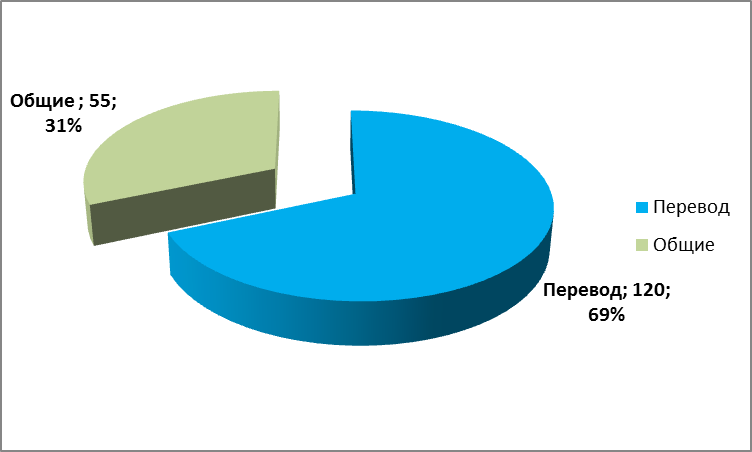 Общие ; 55;
31%
Перевод
Общие
Перевод; 120;
69%